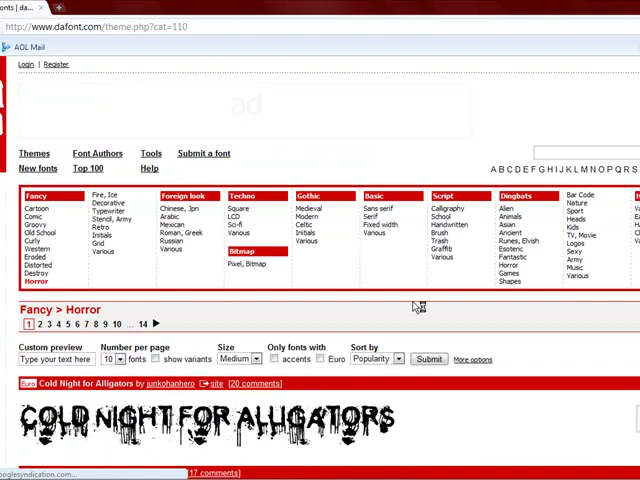 onts | da...
http://www.dafont.com/theme.php?cat=110
AOL Mail
Login | Register
ad
Themes Font Authors Tools Submit a font
New fonts Top 100 Help
A B C D E F G H I J K L M N O P Q R S
Fancy
Cartoon
Comic
Groovy
Old School
Curly
Western
Eroded
Distorted
Destroy
Horror
Fire, Ice
Decorative
Typewriter
Stencil, Army
Retro
Initials
Grid
Various
Foreign look
Chinese, Jpn
Arabic
Mexican
Roman, Greek
Russian
Various
Techno
Square
LCD
Sci-fi
Various
Bitmap
Pixel, Bitmap
Gothic
Medieval
Modern
Celtic
Initials
Various
Basic
Sans serif
Serif
Fixed width
Various
Script
Calligraphy
School
Handwritten
Brush
Trash
Graffiti
Various
Dingbats
Alien
Animals
Asian
Ancient
Runes, Elvish
Esoteric
Fantastic
Horror
Games
Shapes
Bar Code
Nature
Sport
Heads
Kids
TV, Movie
Logos
Sexy
Army
Music
Various
Fancy > Horror
1 2 3 4 5 6 7 8 9 10 ... 14
Custom preview Number per page Size Only fonts with Sort by
Type your text here 10 fonts show variants Medium accents Euro Popularity Submit More options
Euro Cold Night for Alligators by junkohanhero site [20 comments]
COLD NIGHT FOR ALLIGATORS
ooglesyndication.com... [17 comments]